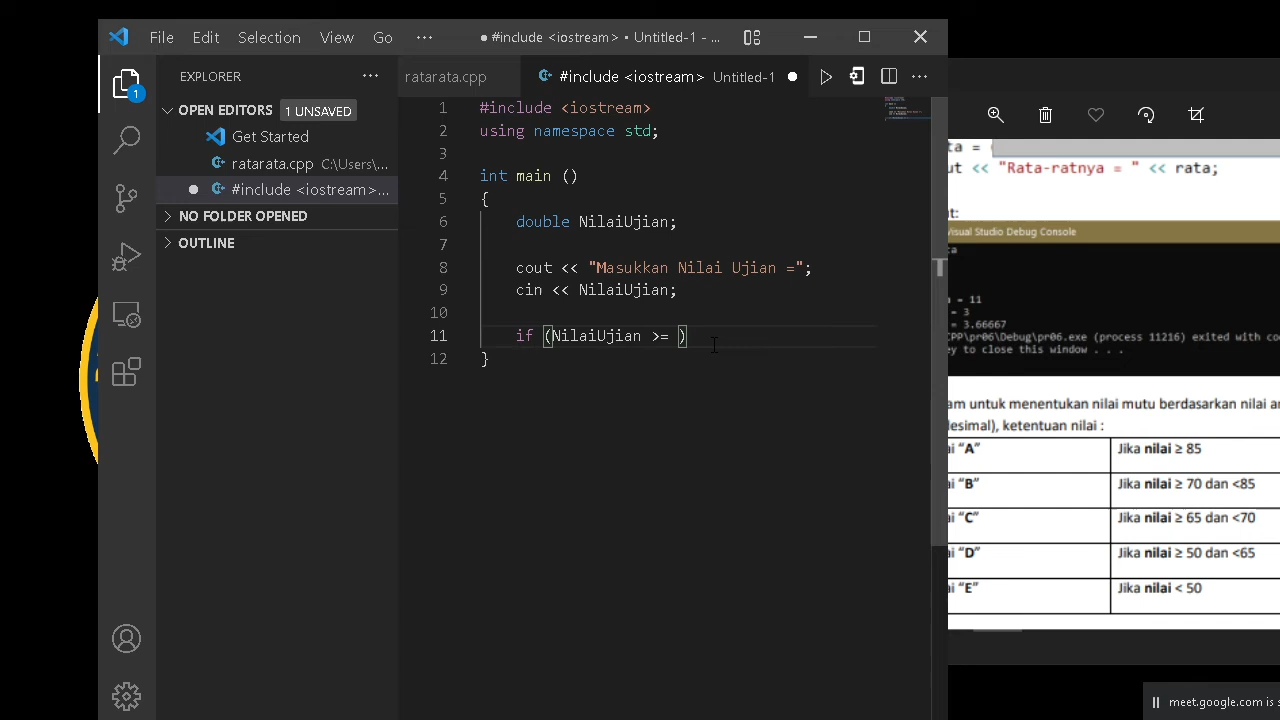 File Edit Selection View Go ··· ● #include <iostream> • Untitled-1 - ...
EXPLORER ···
ratarata.cpp #include <iostream> Untitled-1 ● ···
OPEN EDITORS 1 UNSAVED
Get Started
ratarata.cpp C:\Users\...
● #include <iostream>...
NO FOLDER OPENED
OUTLINE
1
1 #include <iostream>
2 using namespace std;
3
4 int main ()
5 {
6 double NilaiUjian;
7
8 cout << "Masukkan Nilai Ujian =";
9 cin << NilaiUjian;
10
11 if (NilaiUjian >= )
12 }
ta =
ut << "Rata-ratnya = " << rata;
t:
Visual Studio Debug Console
ta
a = 11
= 3
= 3.66667
CPP\pr06\Debug\pr06.exe (process 11216) exited with co
ey to close this window . . .
am untuk menentukan nilai mutu berdasarkan nilai a
esimal), ketentuan nilai :
ai “A” Jika nilai ≥ 85
ai “B” Jika nilai ≥ 70 dan <85
ai “C” Jika nilai ≥ 65 dan <70
ai “D” Jika nilai ≥ 50 dan <65
ai “E” Jika nilai < 50
meet.google.com is